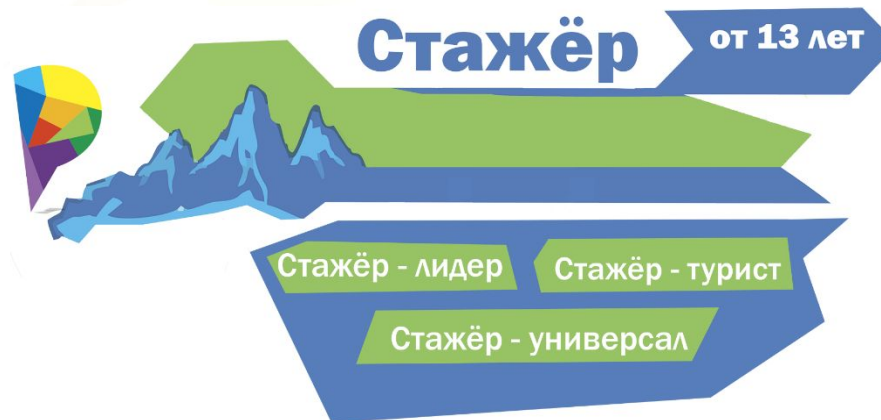 Стажёр
от 13 лет
Стажёр - лидер
Стажёр - турист
Стажёр - универсал